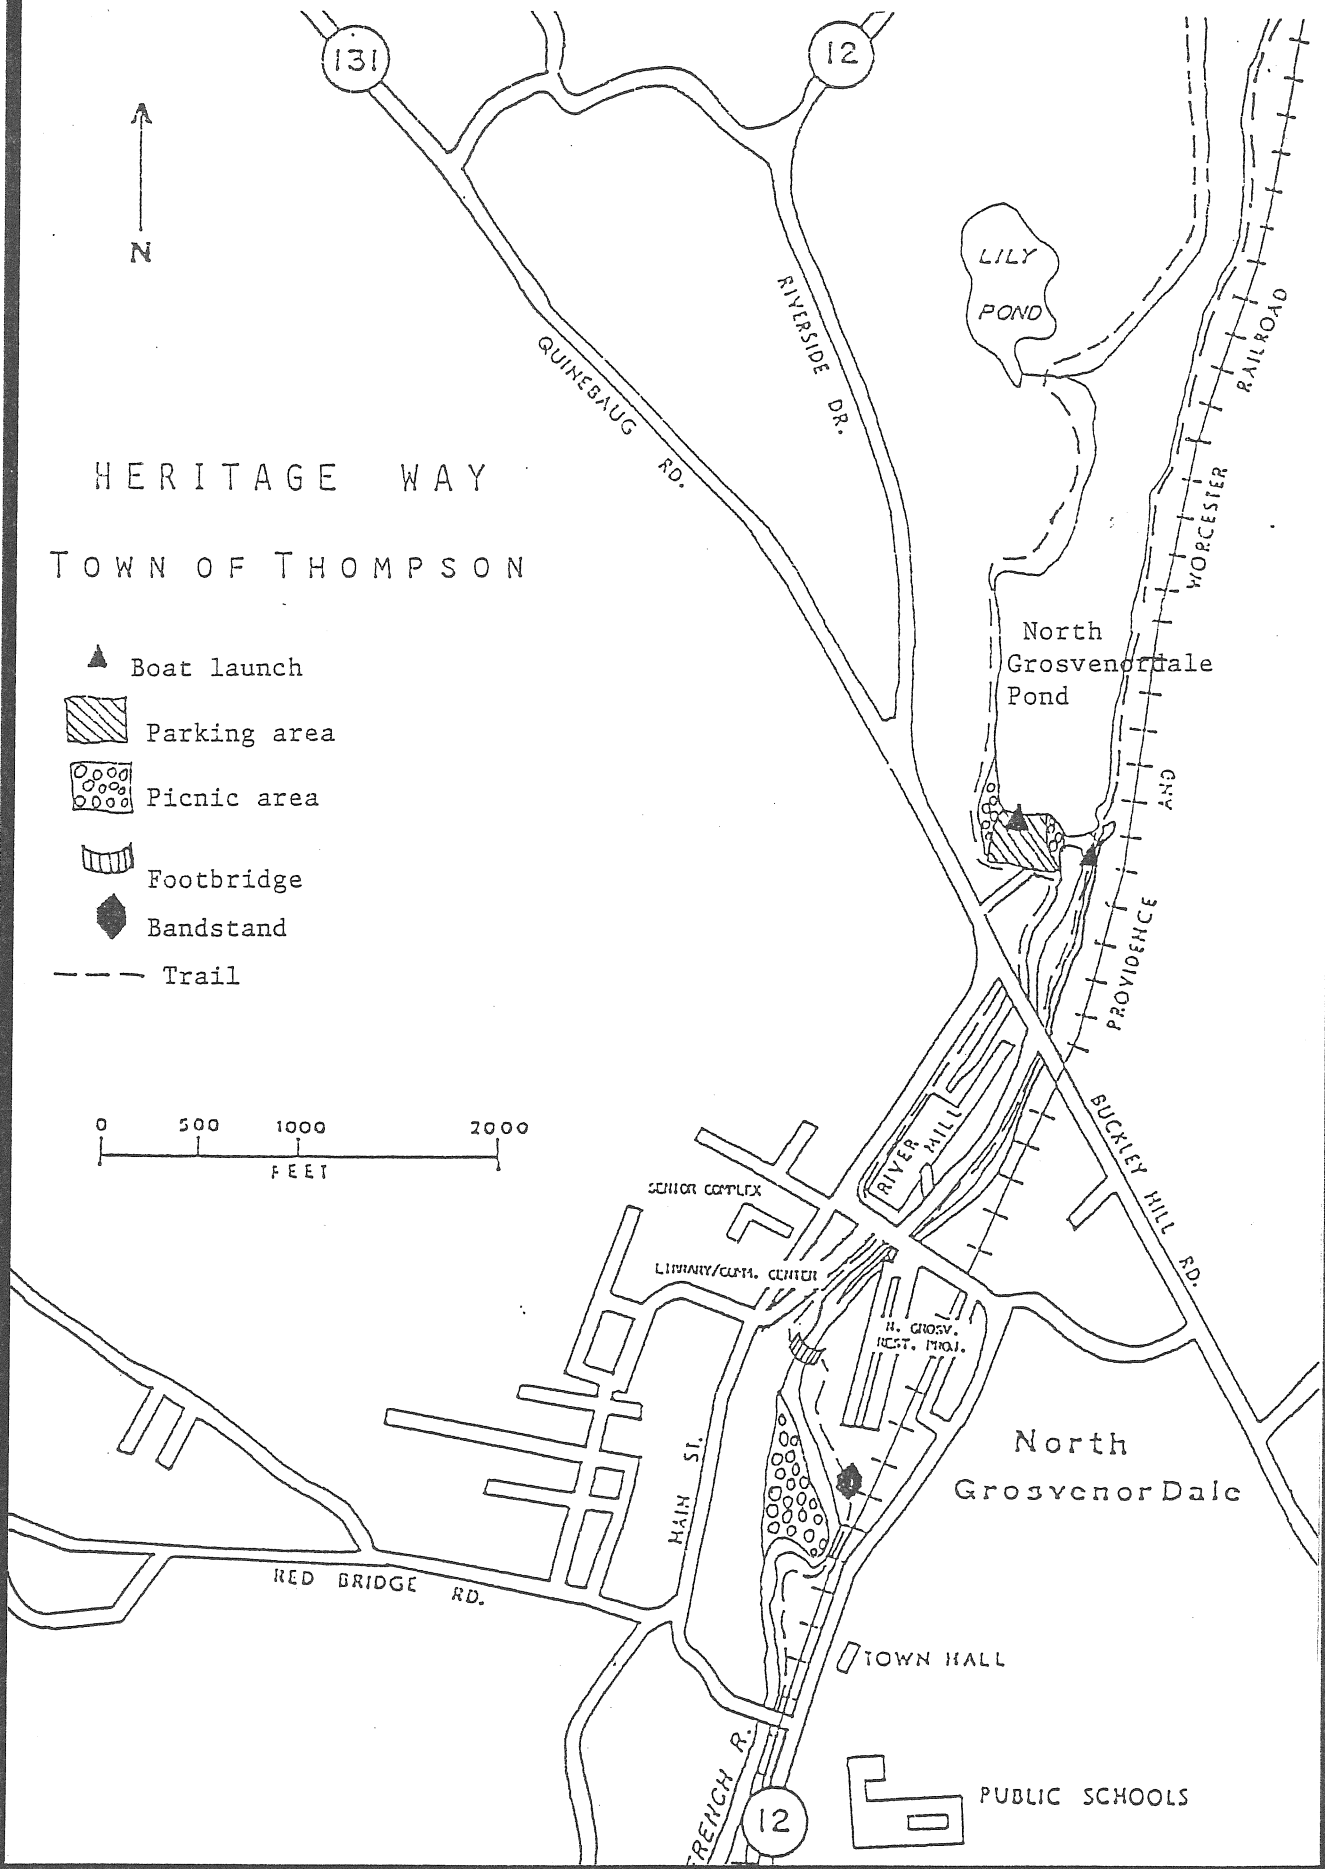 131
12
N
LILY
POND
RIVERSIDE DR.
QUINEBAUG RD.
PROVIDENCE AND WORCESTER RAILROAD
HERITAGE WAY
TOWN OF THOMPSON
North
Grosvenordale
Pond
Boat launch
Parking area
Picnic area
Footbridge
Bandstand
Trail
0 500 1000 2000
FEET
BUCKLEY HILL RD.
RIVER MILL
SENIOR COMPLEX
LIBRARY/COMM. CENTER
N. GROSV.
REST. PROJ.
MAIN ST.
North
GrosvenorDale
RED BRIDGE RD.
TOWN HALL
FRENCH R.
PUBLIC SCHOOLS
12